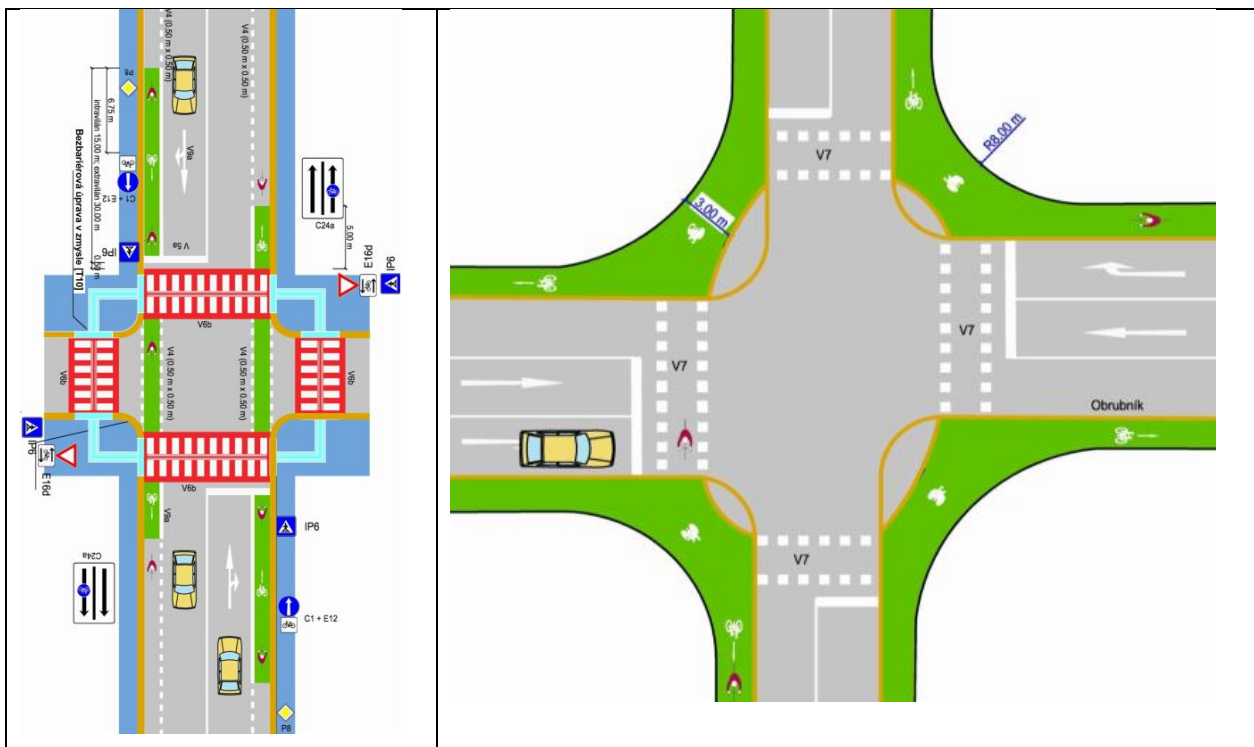 V4 (0.50 m x 0.50 m)
V4 (0.50 m x 0.50 m)
P8
6.75 m
intravilán 15.00 m; extravilán 30.00 m
0.50 m
Bezbariérová úprava v zmysle [T10]
C1 + E12
IP6
V9a
V 5a
C24a
5.00 m
E16d
IP6
V6b
V6b
V4 (0.50 m x 0.50 m)
V4 (0.50 m x 0.50 m)
V6b
V6b
IP6
E16d
V9a
C24a
IP6
C1 + E12
P8
V7
R8.00 m
3.00 m
V7
V7
Obrubník
V7